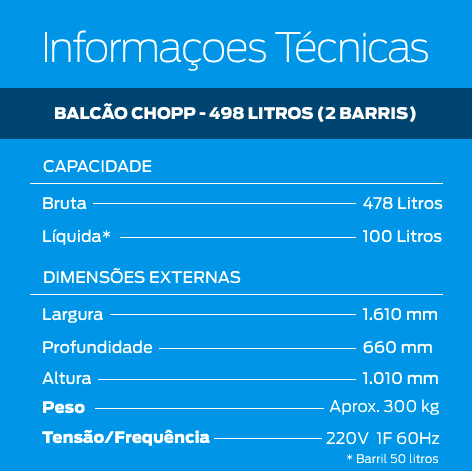 Informaçoes Técnicas
BALCÃO CHOPP - 498 LITROS (2 BARRIS)
CAPACIDADE
Bruta 478 Litros
Líquida* 100 Litros
DIMENSÕES EXTERNAS
Largura 1.610 mm
Profundidade 660 mm
Altura 1.010 mm
Peso Aprox. 300 kg
Tensão/Frequência 220V 1F 60Hz
* Barril 50 litros